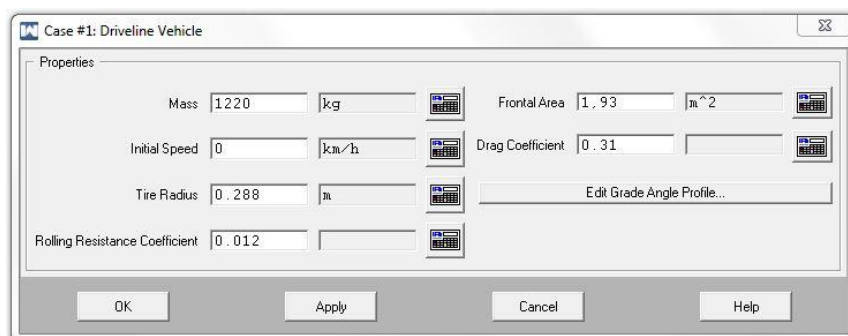 Case #1: Driveline Vehicle
Properties
Mass 1220 kg Frontal Area 1,93 m^2
Initial Speed 0 km/h Drag Coefficient 0.31
Tire Radius 0.288 m Edit Grade Angle Profile...
Rolling Resistance Coefficient 0.012
OK Apply Cancel Help